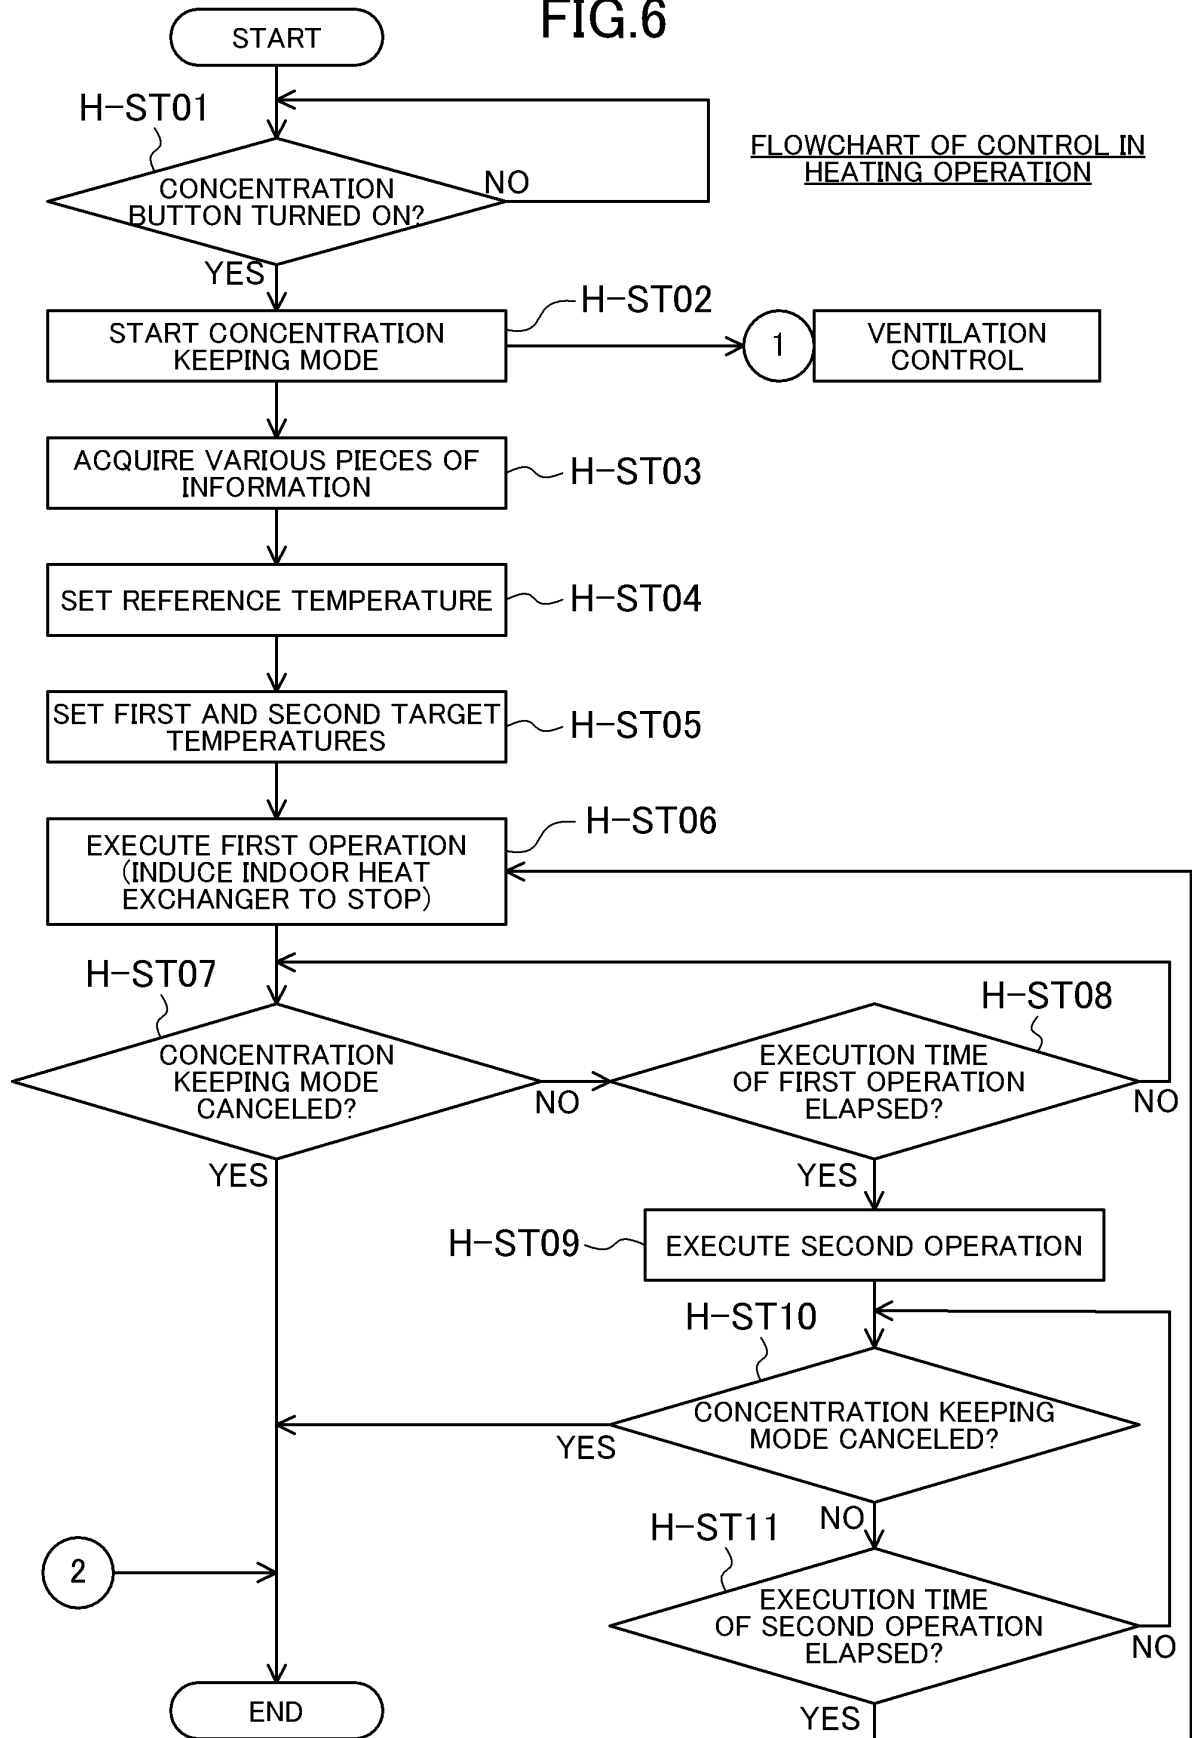 FIG.6
START
H-ST01
FLOWCHART OF CONTROL IN
HEATING OPERATION
CONCENTRATION
BUTTON TURNED ON?
NO
YES
H-ST02
START CONCENTRATION
KEEPING MODE
1
VENTILATION
CONTROL
ACQUIRE VARIOUS PIECES OF
INFORMATION
H-ST03
SET REFERENCE TEMPERATURE
H-ST04
SET FIRST AND SECOND TARGET
TEMPERATURES
H-ST05
H-ST06
EXECUTE FIRST OPERATION
(INDUCE INDOOR HEAT
EXCHANGER TO STOP)
H-ST07
CONCENTRATION
KEEPING MODE
CANCELED?
NO
YES
H-ST08
EXECUTION TIME
OF FIRST OPERATION
ELAPSED?
NO
YES
H-ST09
EXECUTE SECOND OPERATION
H-ST10
CONCENTRATION KEEPING
MODE CANCELED?
YES
NO
H-ST11
EXECUTION TIME
OF SECOND OPERATION
ELAPSED?
NO
YES
2
END